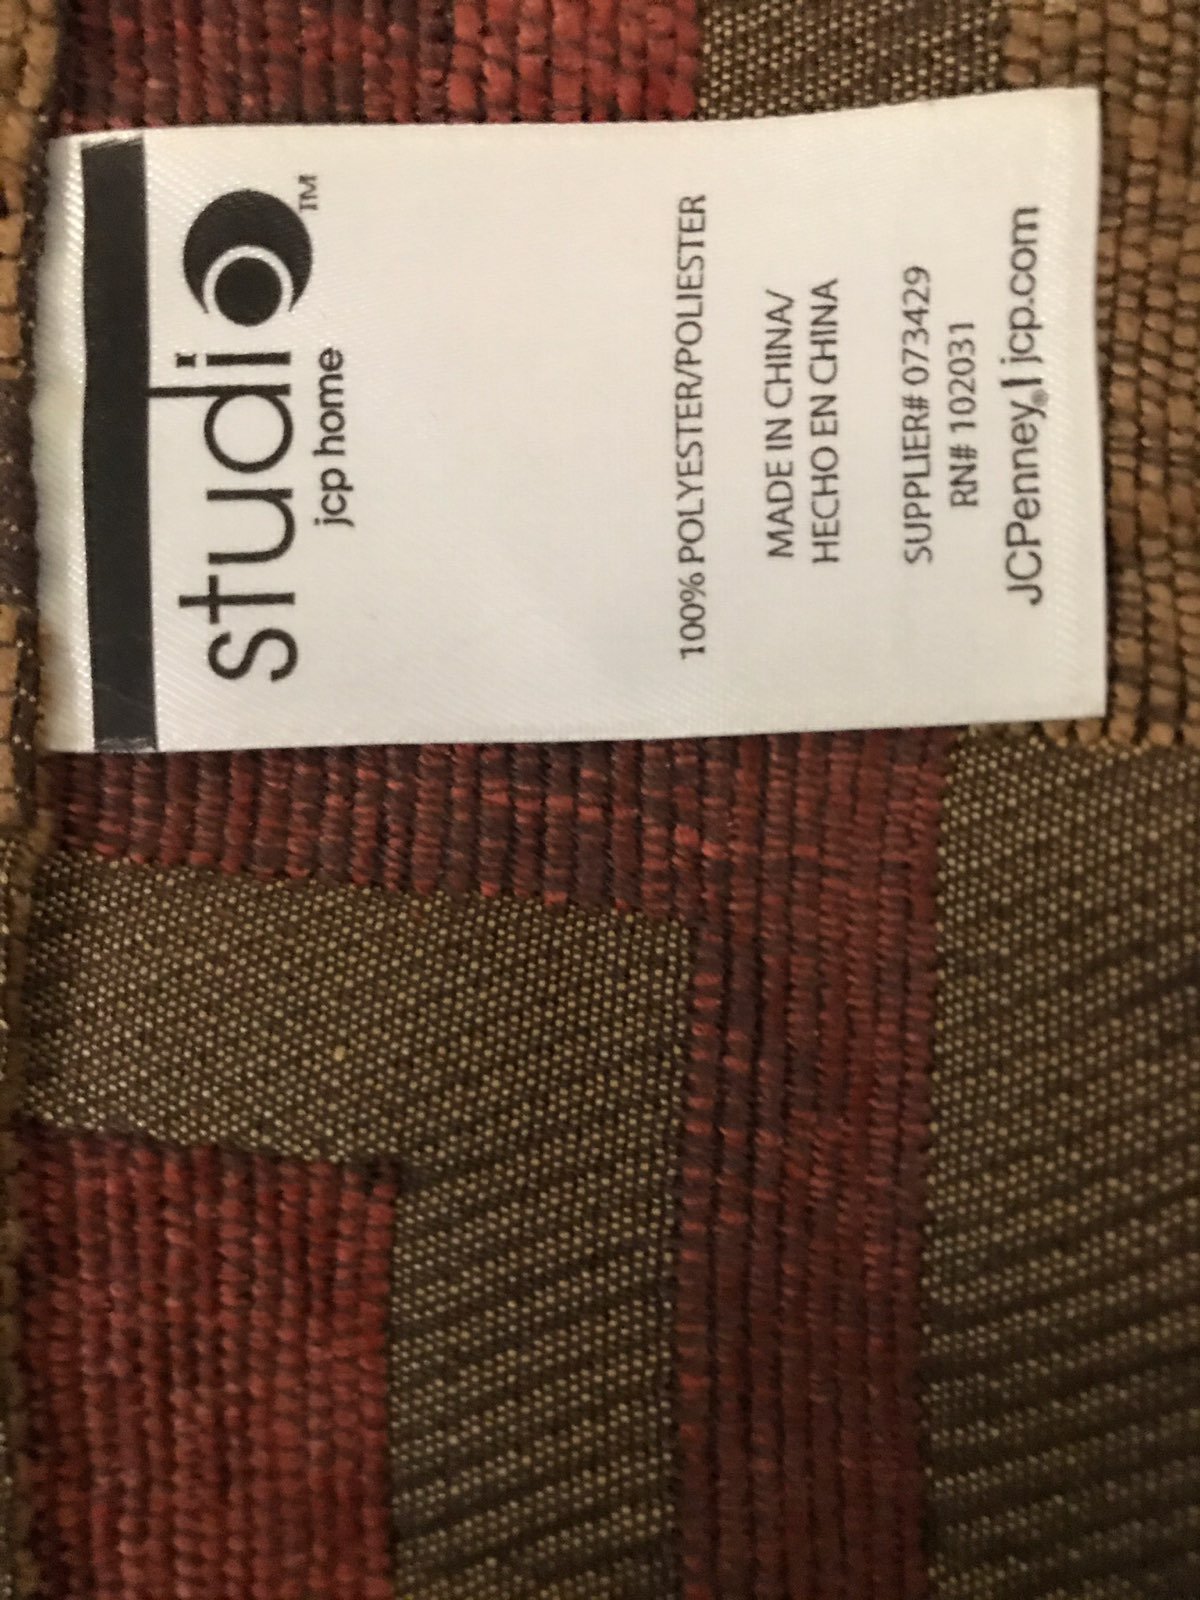 studio™
jcp home
100% POLYESTER/POLIESTER
MADE IN CHINA/
HECHO EN CHINA
SUPPLIER# 073429
RN# 102031
JCPenney® | jcp.com